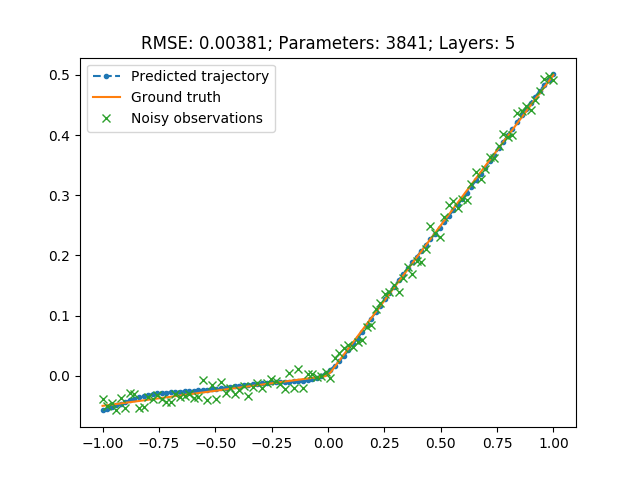 RMSE: 0.00381; Parameters: 3841; Layers: 5
Predicted trajectory
Ground truth
Noisy observations
0.5
0.4
0.3
0.2
0.1
0.0
−1.00 −0.75 −0.50 −0.25 0.00 0.25 0.50 0.75 1.00